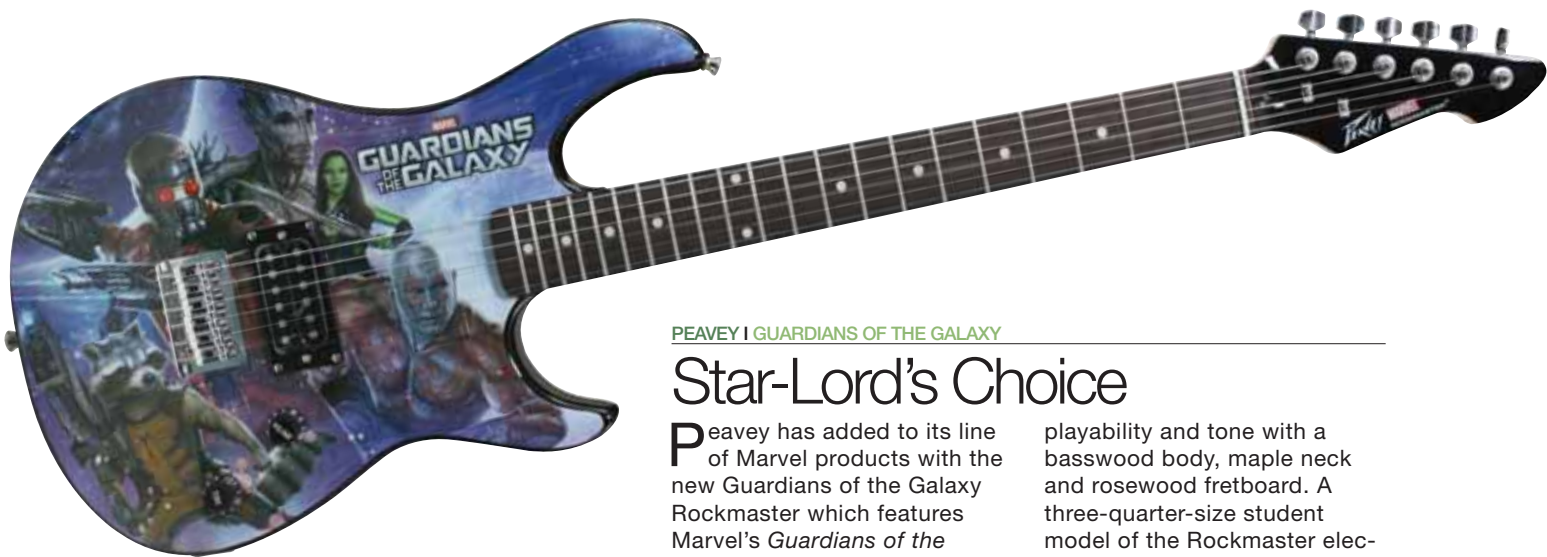 MARVEL
GUARDIANS
OF THE GALAXY
PEAVEY
MARVEL
PEAVEY I GUARDIANS OF THE GALAXY
Star-Lord's Choice
Peavey has added to its line
of Marvel products with the
new Guardians of the Galaxy
Rockmaster which features
Marvel's Guardians of the
playability and tone with a
basswood body, maple neck
and rosewood fretboard. A
three-quarter-size student
model of the Rockmaster elec-